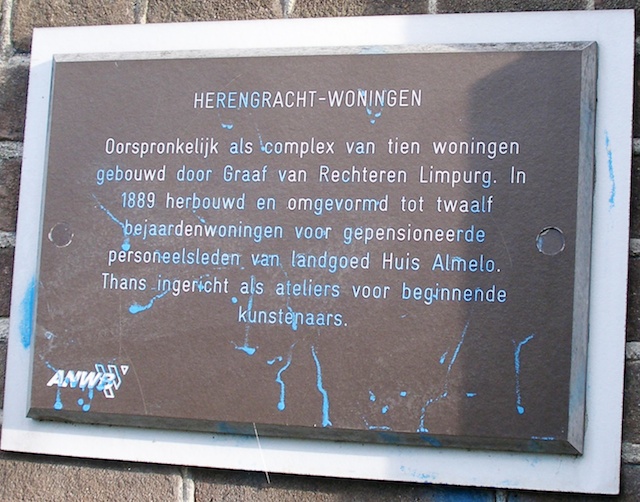 HERENGRACHT-WONINGEN
Oorspronkelijk als complex van tien woningen
gebouwd door Graaf van Rechteren Limpurg. In
1889 herbouwd en omgevormd tot twaalf
bejaardenwoningen voor gepensioneerde
personeelsleden van landgoed Huis Almelo.
Thans ingericht als ateliers voor beginnende
kunstenaars.
ANWB